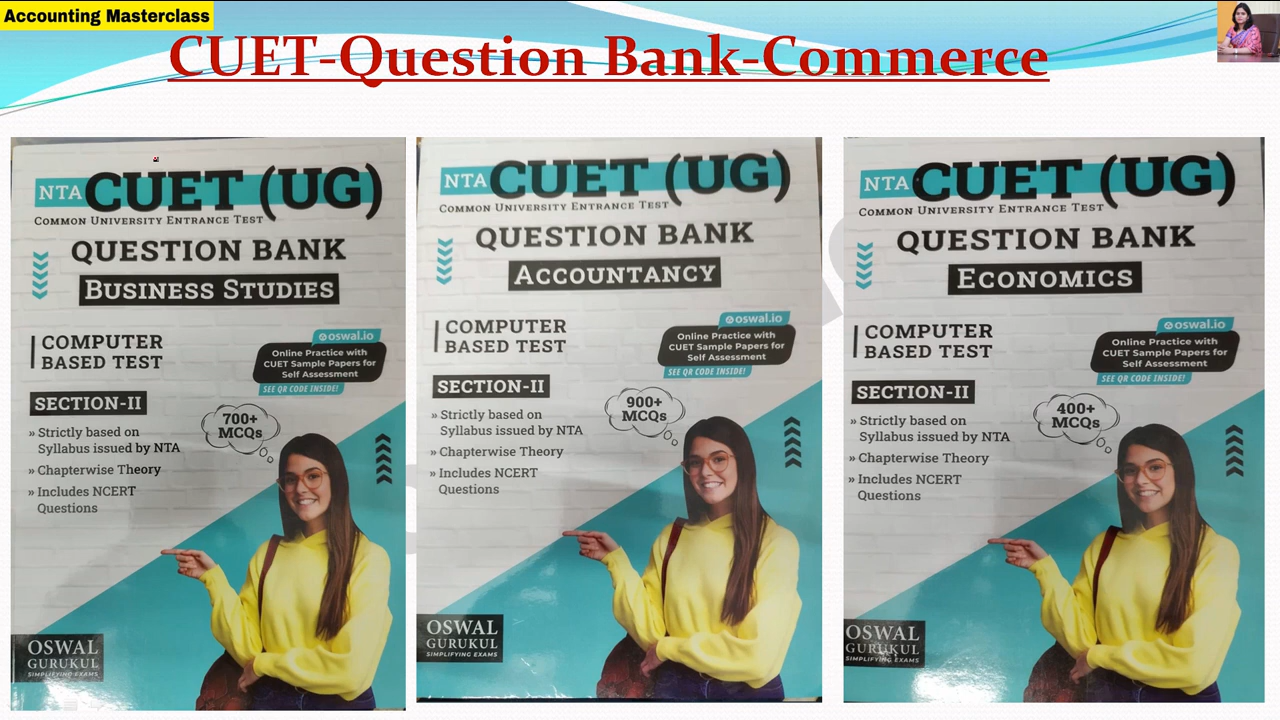 Accounting Masterclass
CUET-Question Bank-Commerce
NTA CUET (UG)
COMMON UNIVERSITY ENTRANCE TEST
QUESTION BANK
BUSINESS STUDIES
COMPUTER
BASED TEST
oswal.io
Online Practice with
CUET Sample Papers for
Self Assessment
SEE QR CODE INSIDE!
SECTION-II
700+
MCQs
» Strictly based on
Syllabus issued by NTA
» Chapterwise Theory
» Includes NCERT
Questions
OSWAL
GURUKUL
SIMPLIFYING EXAMS
NTA CUET (UG)
COMMON UNIVERSITY ENTRANCE TEST
QUESTION BANK
ACCOUNTANCY
COMPUTER
BASED TEST
oswal.io
Online Practice with
CUET Sample Papers for
Self Assessment
SEE QR CODE INSIDE!
SECTION-II
900+
MCQs
» Strictly based on
Syllabus issued by NTA
» Chapterwise Theory
» Includes NCERT
Questions
OSWAL
GURUKUL
SIMPLIFYING EXAMS
NTA CUET (UG)
COMMON UNIVERSITY ENTRANCE TEST
QUESTION BANK
ECONOMICS
COMPUTER
BASED TEST
oswal.io
Online Practice with
CUET Sample Papers for
Self Assessment
SEE QR CODE INSIDE!
SECTION-II
400+
MCQs
» Strictly based on
Syllabus issued by NTA
» Chapterwise Theory
» Includes NCERT
Questions
OSWAL
GURUKUL
SIMPLIFYING EXAMS